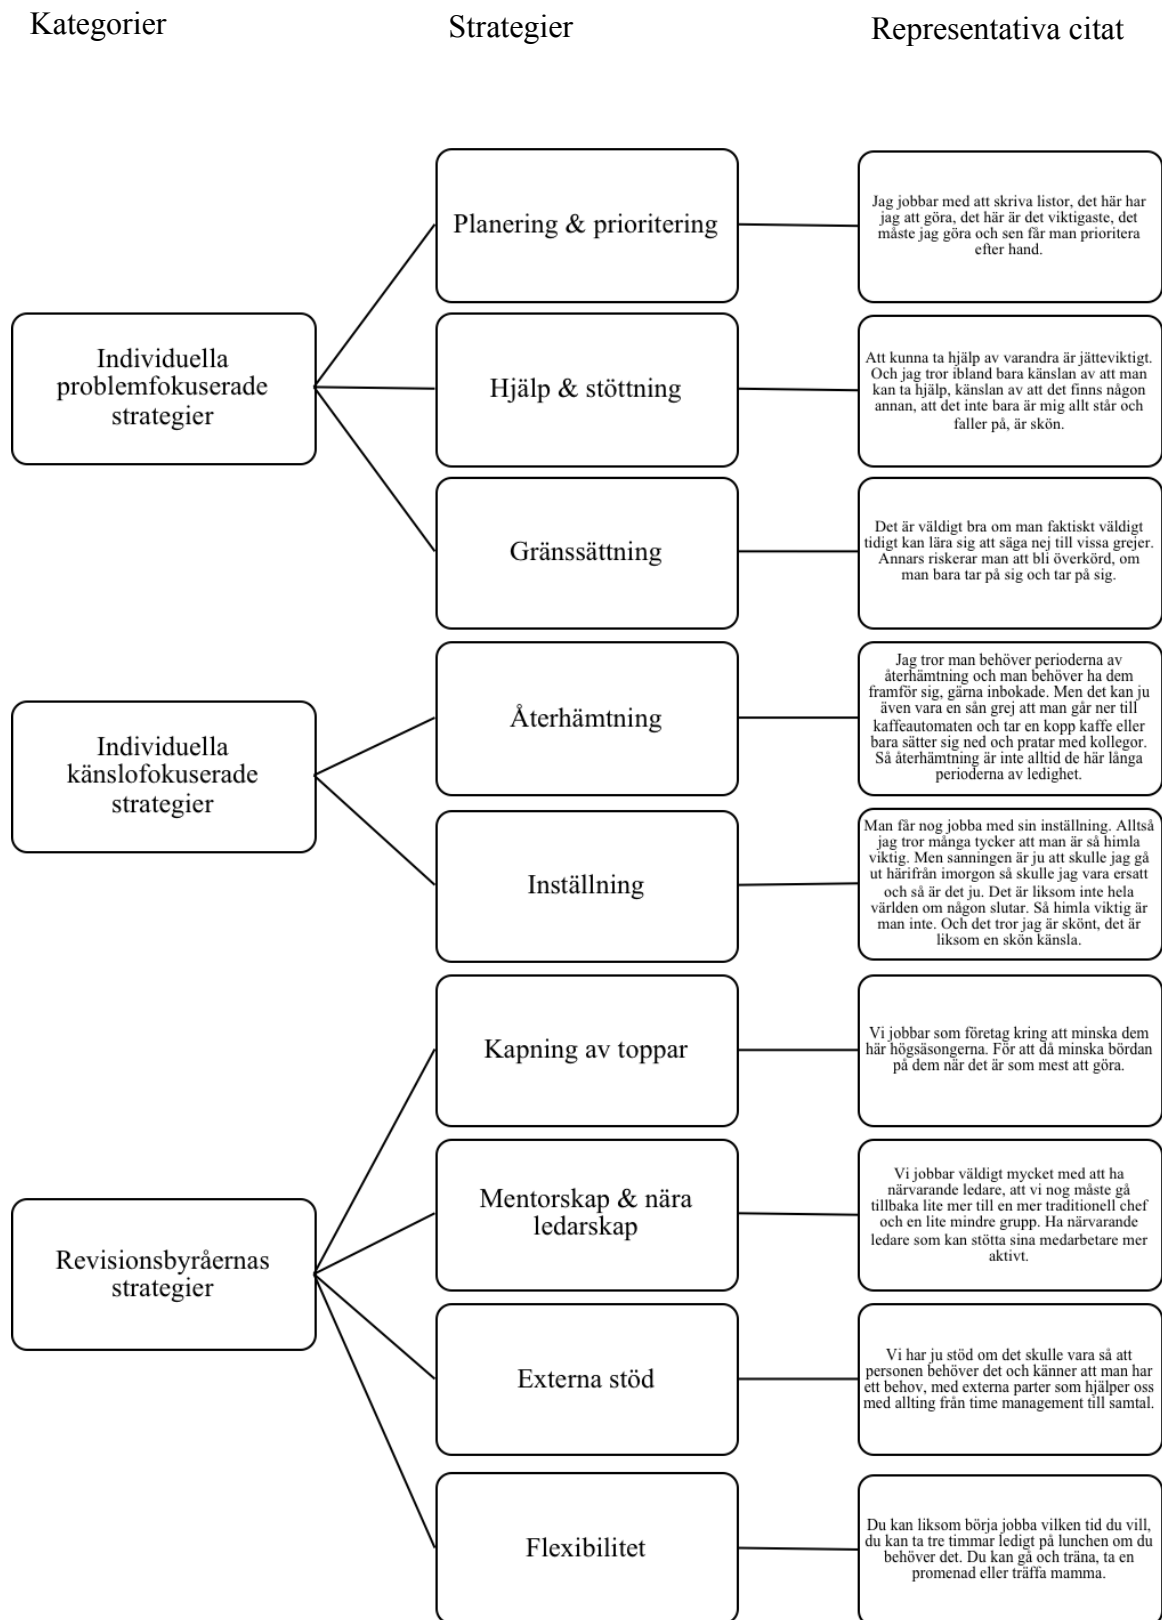 Kategorier
Strategier
Representativa citat
Individuella
problemfokuserade
strategier
Planering & prioritering
Jag jobbar med att skriva listor, det här har
jag att göra, det här är det viktigaste, det
måste jag göra och sen får man prioritera
efter hand.
Hjälp & stöttning
Att kunna ta hjälp av varandra är jätteviktigt.
Och jag tror ibland bara känslan av att man
kan ta hjälp, känslan av att det finns någon
annan, att det inte bara är mig allt står och
faller på, är skön.
Gränssättning
Det är väldigt bra om man faktiskt väldigt
tidigt kan lära sig att säga nej till vissa grejer.
Annars riskerar man att bli överkörd, om
man bara tar på sig och tar på sig.
Individuella
känslofokuserade
strategier
Återhämtning
Jag tror man behöver perioderna av
återhämtning och man behöver ha dem
framför sig, gärna inbokade. Men det kan ju
även vara en sån grej att man går ner till
kaffeautomaten och tar en kopp kaffe eller
bara sätter sig ned och pratar med kollegor.
Så återhämtning är inte alltid de här långa
perioderna av ledighet.
Inställning
Man får nog jobba med sin inställning. Alltså
jag tror många tycker att man är så himla
viktig. Men sanningen är ju att skulle jag gå
ut härifrån imorgon så skulle jag vara ersatt
och så är det ju. Det är liksom inte hela
världen om någon slutar. Så himla viktig är
man inte. Och det tror jag är skönt, det är
liksom en skön känsla.
Revisionsbyråernas
strategier
Kapning av toppar
Vi jobbar som företag kring att minska dem
här högsäsongerna. För att då minska bördan
på dem när det är som mest att göra.
Mentorskap & nära
ledarskap
Vi jobbar väldigt mycket med att ha
närvarande ledare, att vi nog måste gå
tillbaka lite mer till en mer traditionell chef
och en lite mindre grupp. Ha närvarande
ledare som kan stötta sina medarbetare mer
aktivt.
Externa stöd
Vi har ju stöd om det skulle vara så att
personen behöver det och känner att man har
ett behov, med externa parter som hjälper oss
med allting från time management till samtal.
Flexibilitet
Du kan liksom börja jobba vilken tid du vill,
du kan ta tre timmar ledigt på lunchen om du
behöver det. Du kan gå och träna, ta en
promenad eller träffa mamma.